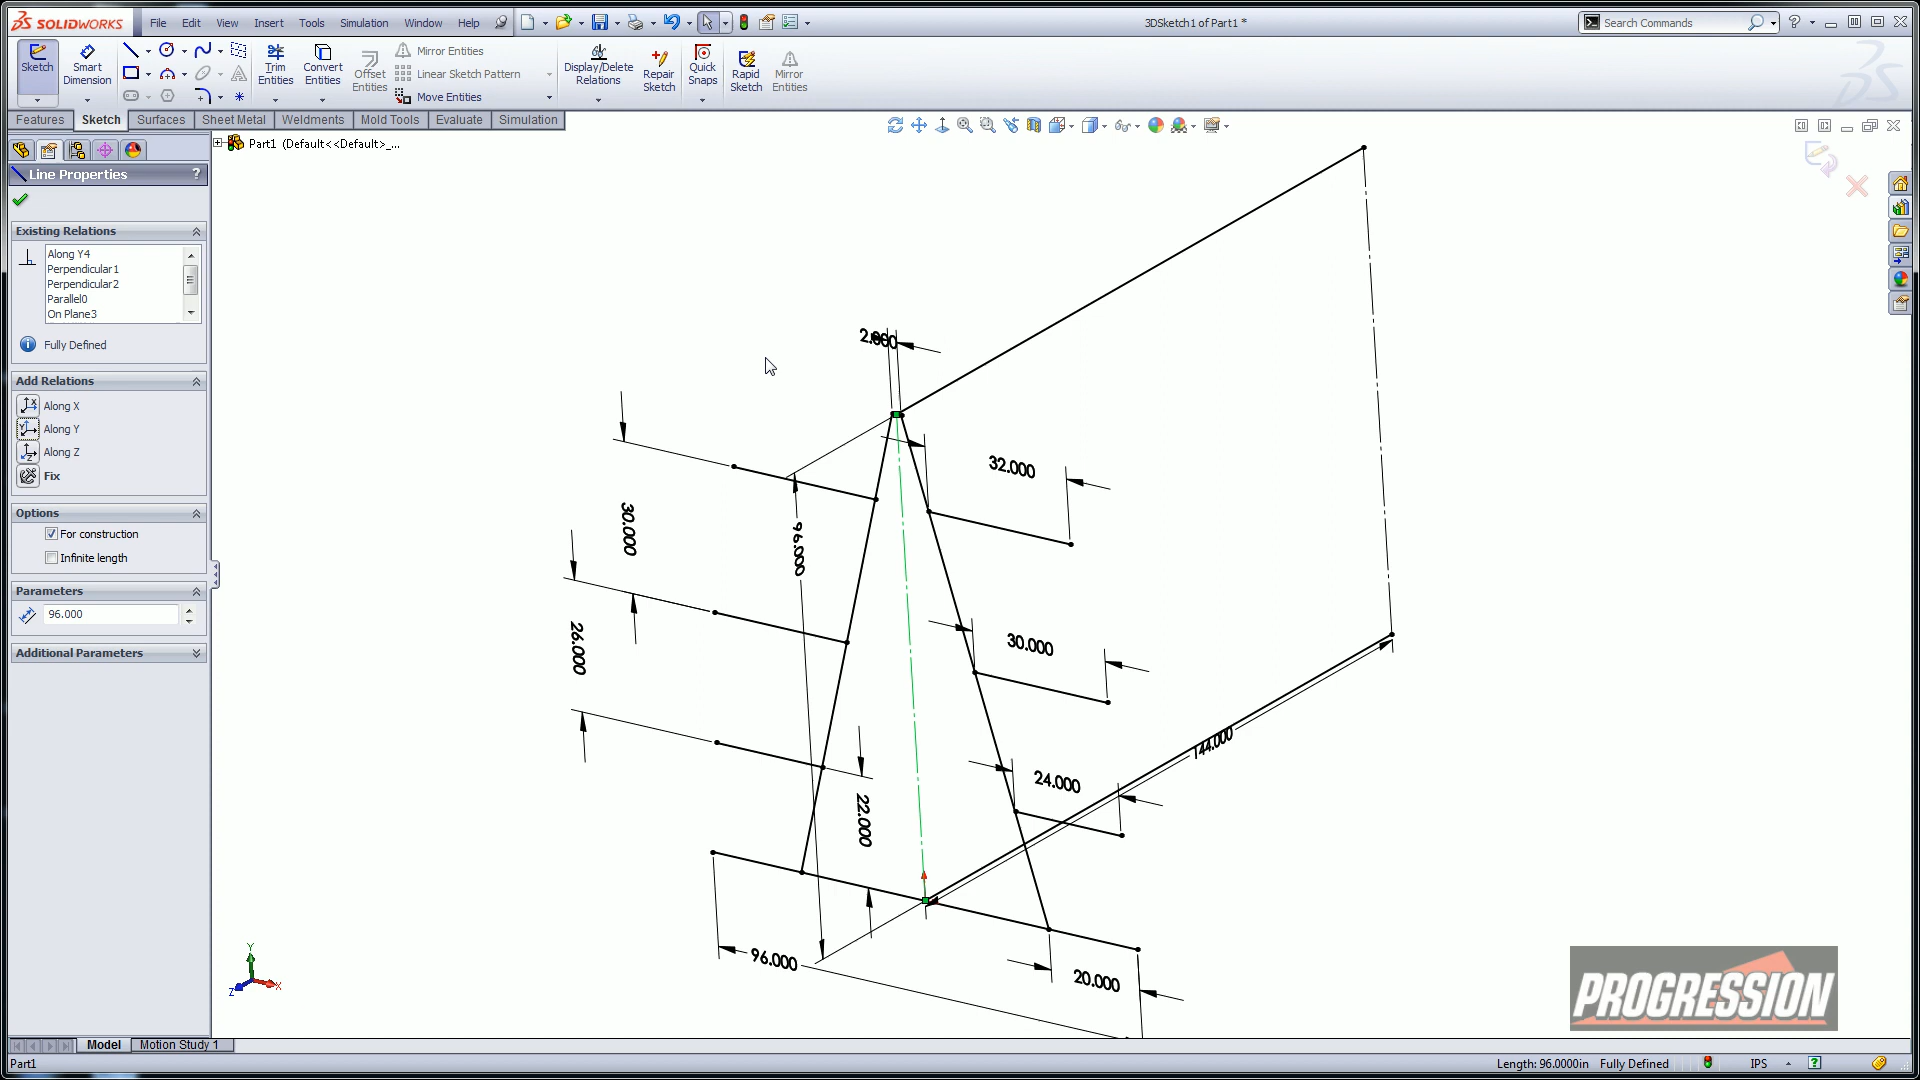 SOLIDWORKS
File Edit View Insert Tools Simulation Window Help
3DSketch1 of Part1 *
Search Commands
Sketch
Smart Dimension
Trim Entities
Convert Entities
Offset Entities
Mirror Entities
Linear Sketch Pattern
Move Entities
Display/Delete Relations
Repair Sketch
Quick Snaps
Rapid Sketch
Mirror Entities
Features Sketch Surfaces Sheet Metal Weldments Mold Tools Evaluate Simulation
Part1 (Default<<Default>_...
Line Properties ?
Existing Relations
Along Y4
Perpendicular1
Perpendicular2
Parallel0
On Plane3
Fully Defined
Add Relations
Along X
Along Y
Along Z
Fix
Options
For construction
Infinite length
Parameters
96.000
Additional Parameters
2.000
32.000
30.000
96.000
26.000
30.000
144.000
24.000
22.000
96.000
20.000
Y
Z X
PROGRESSION
Model Motion Study 1
Part1
Length: 96.0000in Fully Defined IPS